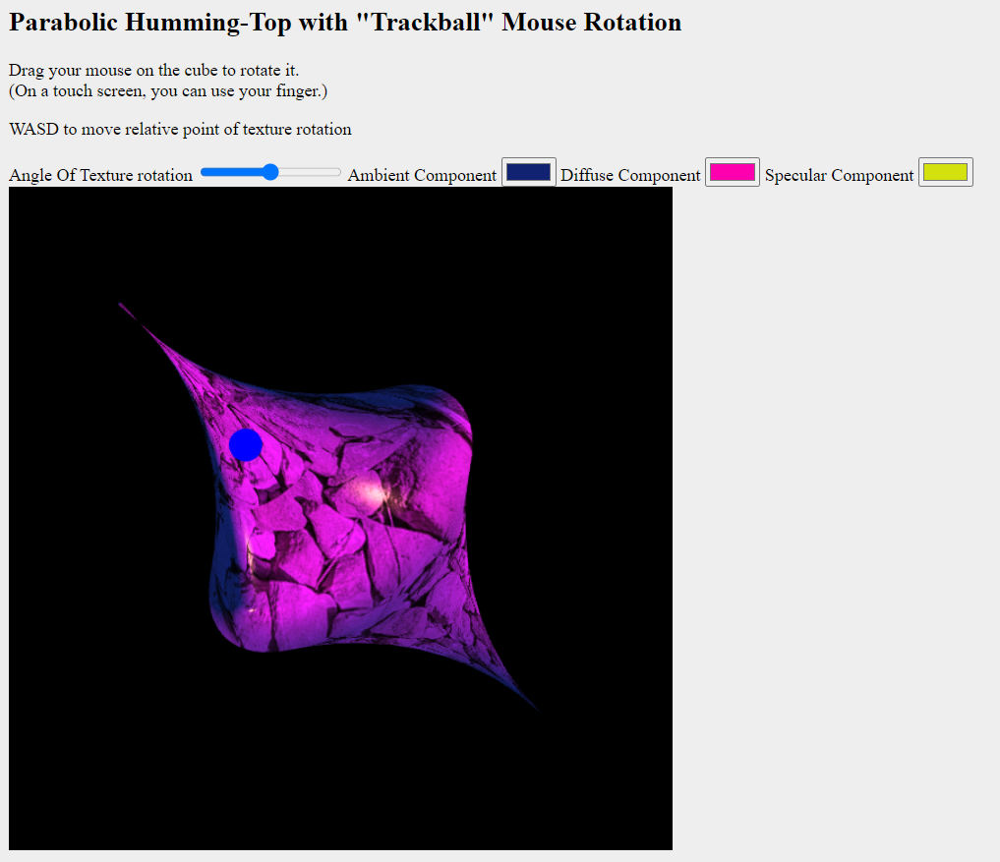 Parabolic Humming-Top with "Trackball" Mouse Rotation
Drag your mouse on the cube to rotate it.
(On a touch screen, you can use your finger.)
WASD to move relative point of texture rotation
Angle Of Texture rotation Ambient Component Diffuse Component Specular Component